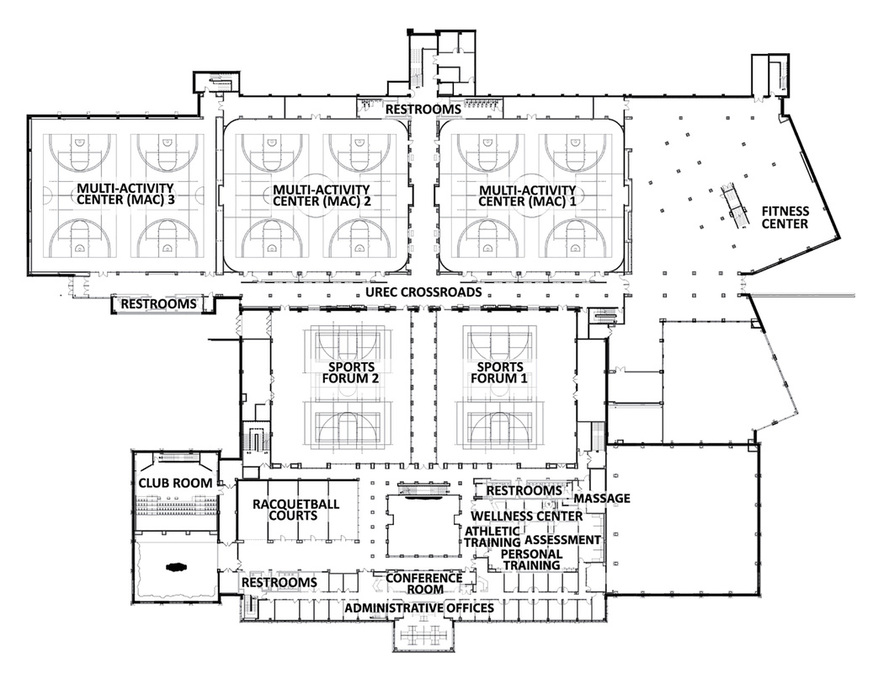 RESTROOMS
MULTI-ACTIVITY
CENTER (MAC) 3
MULTI-ACTIVITY
CENTER (MAC) 2
MULTI-ACTIVITY
CENTER (MAC) 1
FITNESS
CENTER
UREC CROSSROADS
RESTROOMS
SPORTS
FORUM 2
SPORTS
FORUM 1
CLUB ROOM
RACQUETBALL
COURTS
RESTROOMS
MASSAGE
WELLNESS CENTER
ATHLETIC
TRAINING
ASSESSMENT
PERSONAL
TRAINING
RESTROOMS
CONFERENCE
ROOM
ADMINISTRATIVE OFFICES